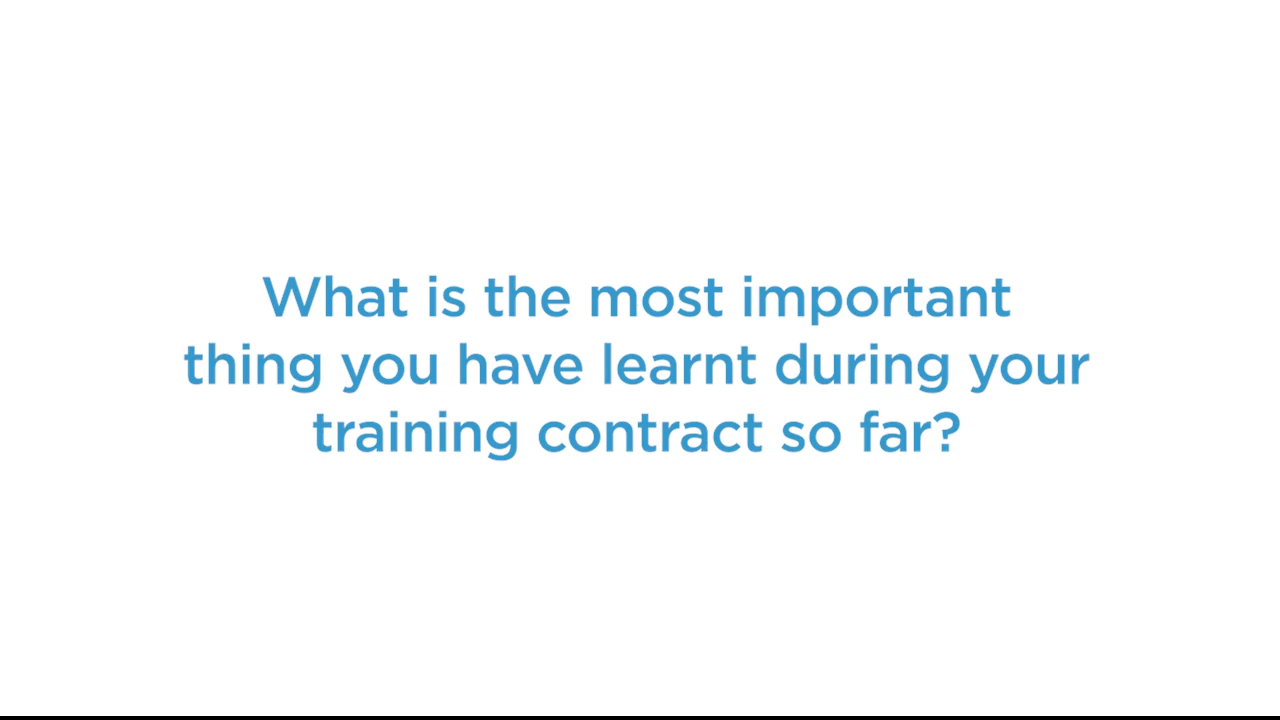 What is the most important
thing you have learnt during your
training contract so far?